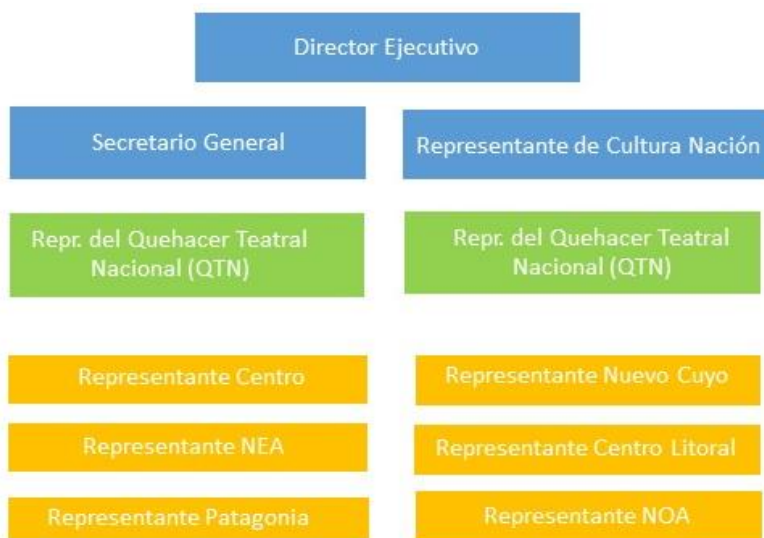 Director Ejecutivo
Secretario General
Representante de Cultura Nación
Repr. del Quehacer Teatral
Nacional (QTN)
Repr. del Quehacer Teatral
Nacional (QTN)
Representante Centro
Representante Nuevo Cuyo
Representante NEA
Representante Centro Litoral
Representante Patagonia
Representante NOA